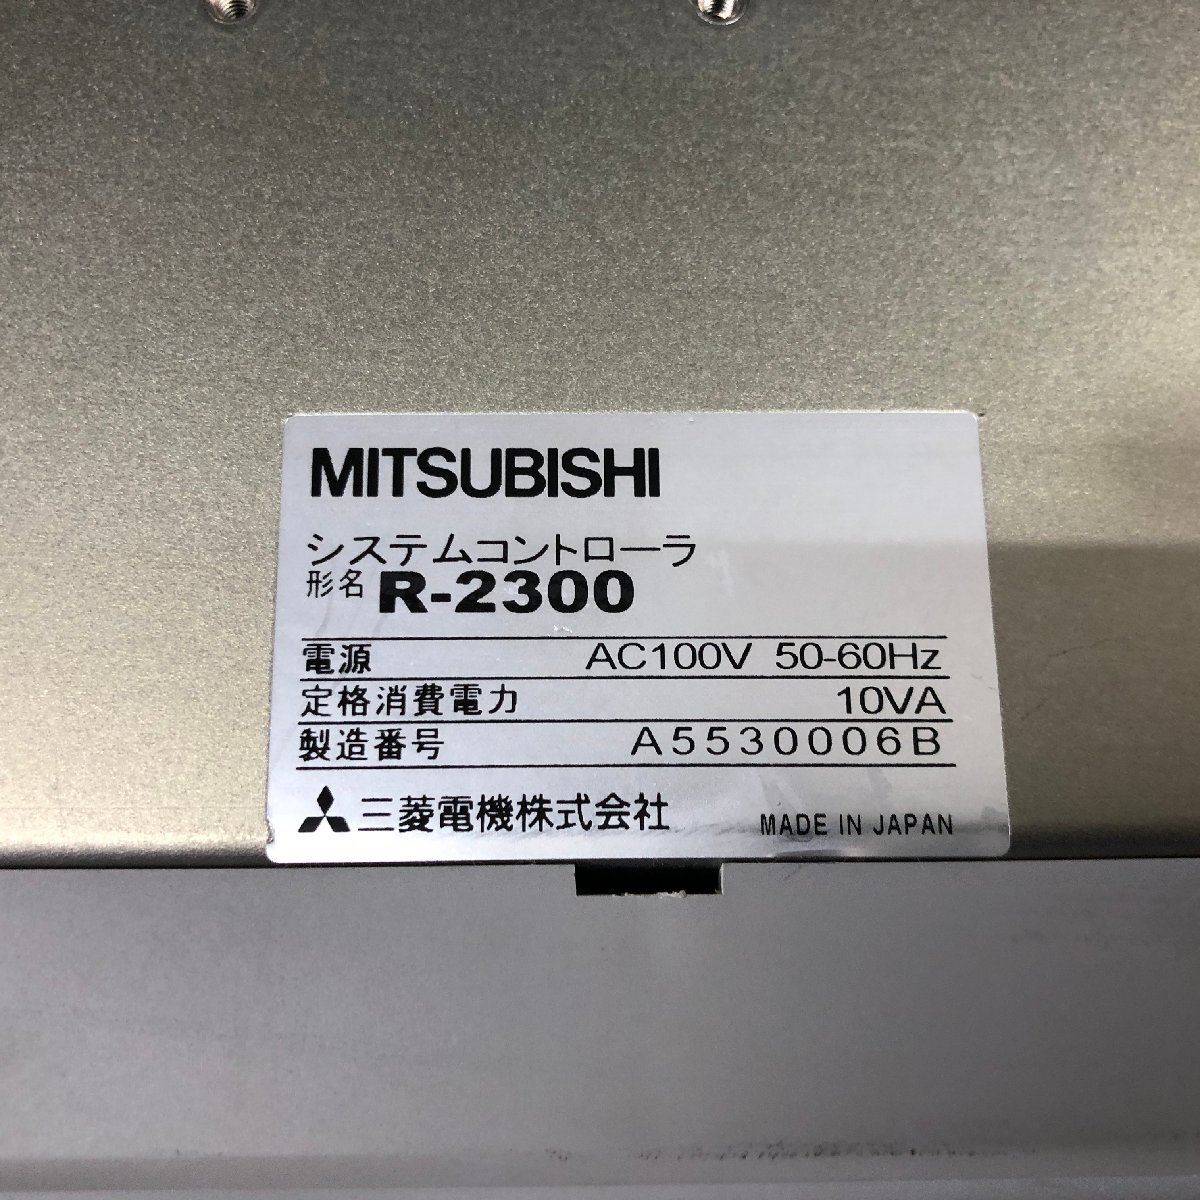 MITSUBISHI
システムコントローラ
形名 R-2300
電源 AC100V 50-60Hz
定格消費電力 10VA
製造番号 A5530006B
三菱電機株式会社 MADE IN JAPAN